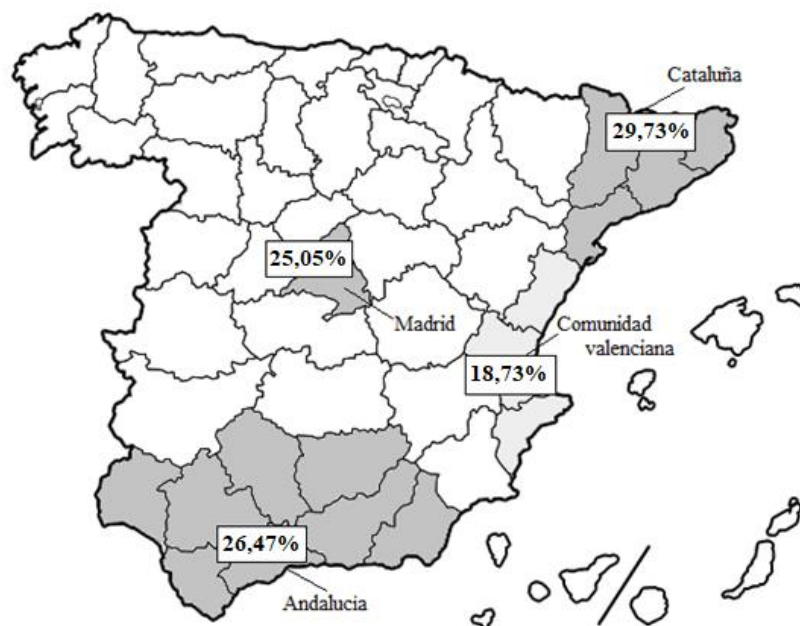 Cataluña
29,73%
25,05%
Madrid
Comunidad
valenciana
18,73%
26,47%
Andalucia